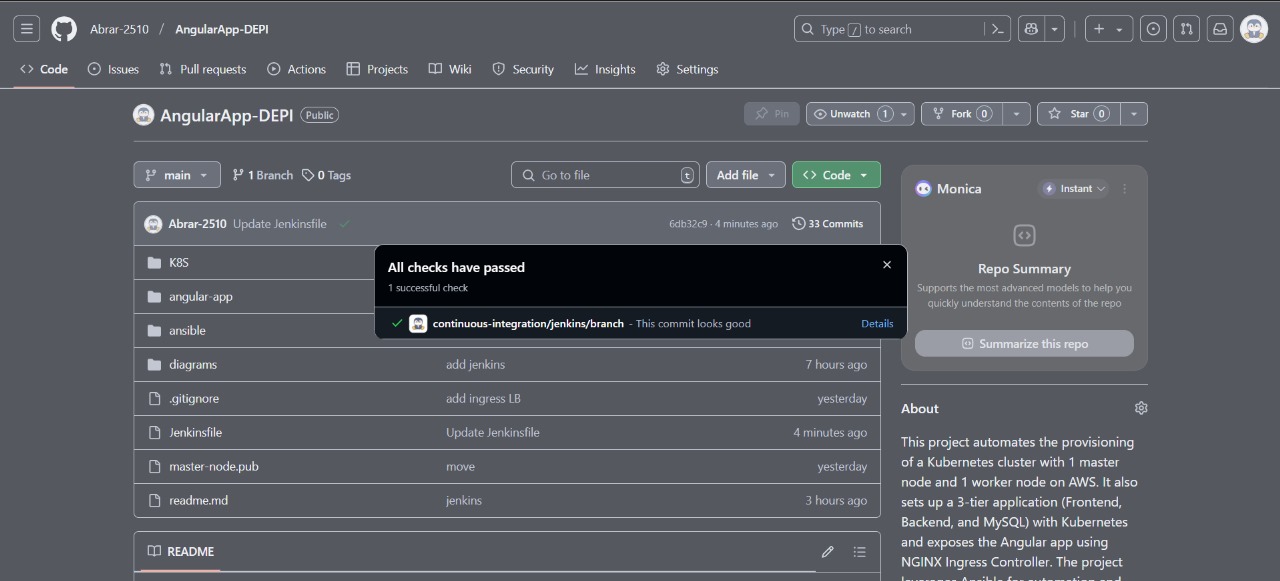 Abrar-2510 / AngularApp-DEPI
Type / to search
Code Issues Pull requests Actions Projects Wiki Security Insights Settings
AngularApp-DEPI Public
Pin Unwatch 1 Fork 0 Star 0
main 1 Branch 0 Tags Go to file t Add file Code
Abrar-2510 Update Jenkinsfile 6db32c9 · 4 minutes ago 33 Commits
K8S
angular-app
ansible
All checks have passed
1 successful check
continuous-integration/jenkins/branch - This commit looks good Details
diagrams add jenkins 7 hours ago
.gitignore add ingress LB yesterday
Jenkinsfile Update Jenkinsfile 4 minutes ago
master-node.pub move yesterday
readme.md jenkins 3 hours ago
README
Monica Instant
Repo Summary
Supports the most advanced models to help you
quickly understand the contents of the repo
Summarize this repo
About
This project automates the provisioning
of a Kubernetes cluster with 1 master
node and 1 worker node on AWS. It also
sets up a 3-tier application (Frontend,
Backend, and MySQL) with Kubernetes
and exposes the Angular app using
NGINX Ingress Controller. The project
leverages Ansible for automation and